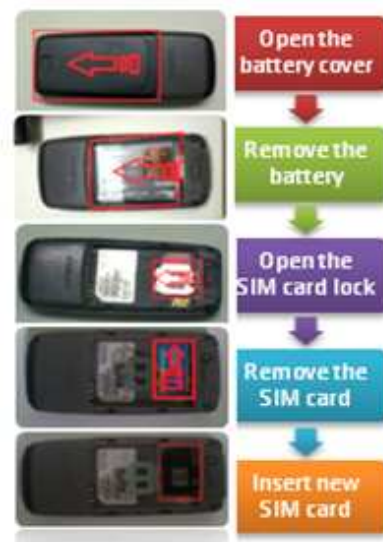 Open the
battery cover
Remove the
battery
Open the
SIM card lock
Remove the
SIM card
Insert new
SIM card